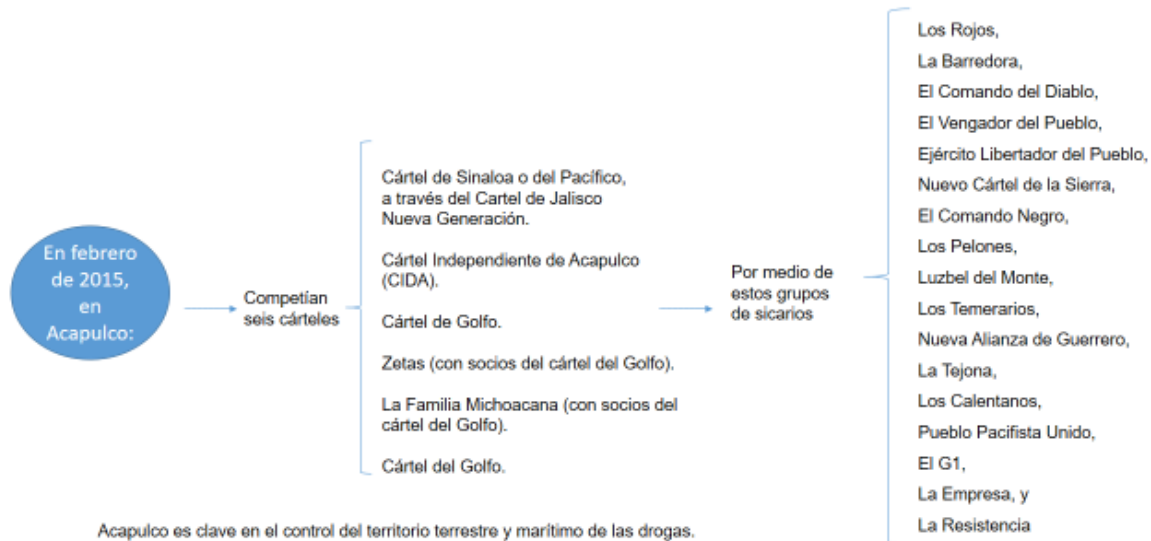 En febrero
de 2015,
en
Acapulco:
Competían
seis cárteles
Cártel de Sinaloa o del Pacífico,
a través del Cartel de Jalisco
Nueva Generación.
Cártel Independiente de Acapulco
(CIDA).
Cártel de Golfo.
Zetas (con socios del cártel del Golfo).
La Familia Michoacana (con socios del
cártel del Golfo).
Cártel del Golfo.
Por medio de
estos grupos
de sicarios
Los Rojos,
La Barredora,
El Comando del Diablo,
El Vengador del Pueblo,
Ejército Libertador del Pueblo,
Nuevo Cártel de la Sierra,
El Comando Negro,
Los Pelones,
Luzbel del Monte,
Los Temerarios,
Nueva Alianza de Guerrero,
La Tejona,
Los Calentanos,
Pueblo Pacifista Unido,
El G1,
La Empresa, y
La Resistencia
Acapulco es clave en el control del territorio terrestre y marítimo de las drogas.